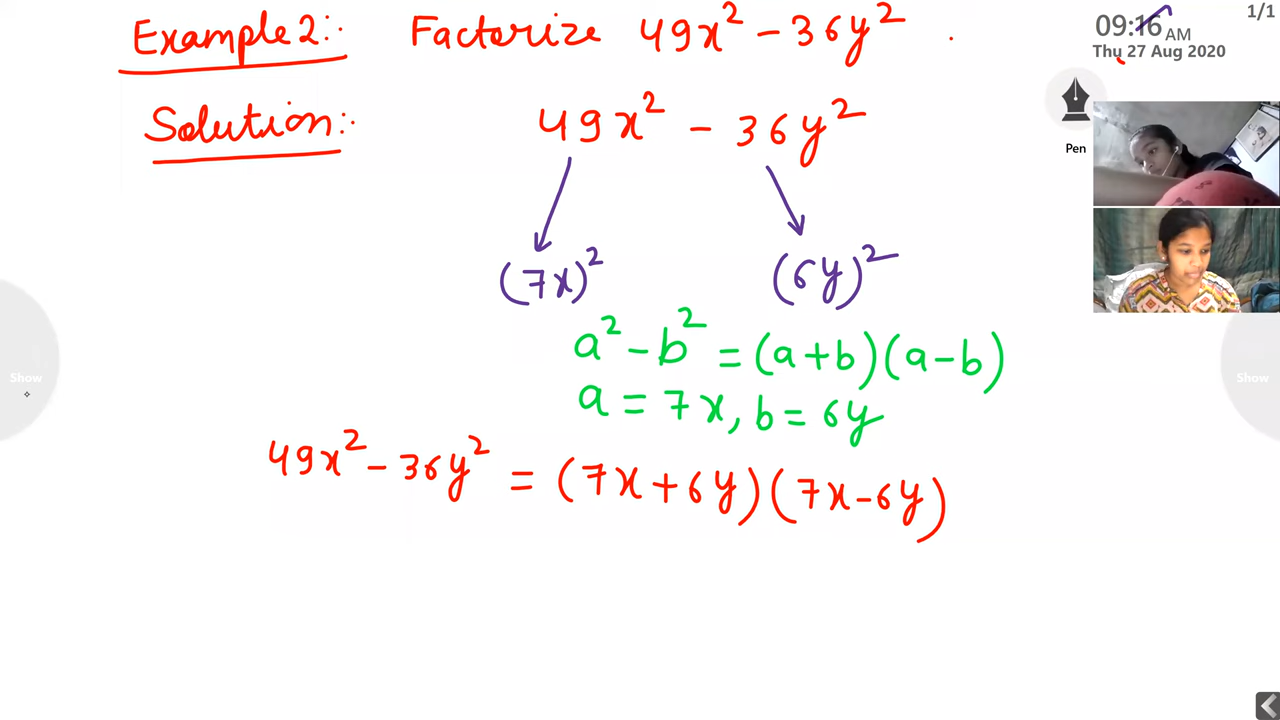 Example 2:- Factorize 49x² - 36y².
1/1
09:16 AM
Thu 27 Aug 2020
Solution:- 49x² - 36y²
Pen
(7x)² (6y)²
a² - b² = (a+b)(a-b)
Show
Show
a = 7x, b = 6y
49x² - 36y² = (7x+6y)(7x-6y)